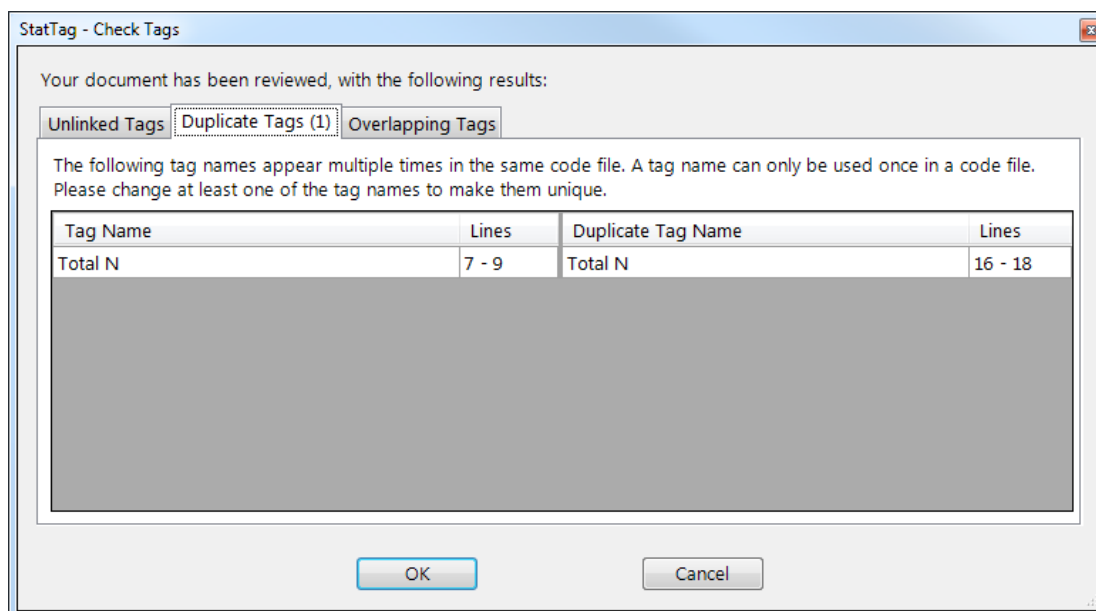 StatTag - Check Tags
Your document has been reviewed, with the following results:
Unlinked Tags Duplicate Tags (1) Overlapping Tags
The following tag names appear multiple times in the same code file. A tag name can only be used once in a code file.
Please change at least one of the tag names to make them unique.
Tag Name Lines Duplicate Tag Name Lines
Total N 7 - 9 Total N 16 - 18
OK Cancel